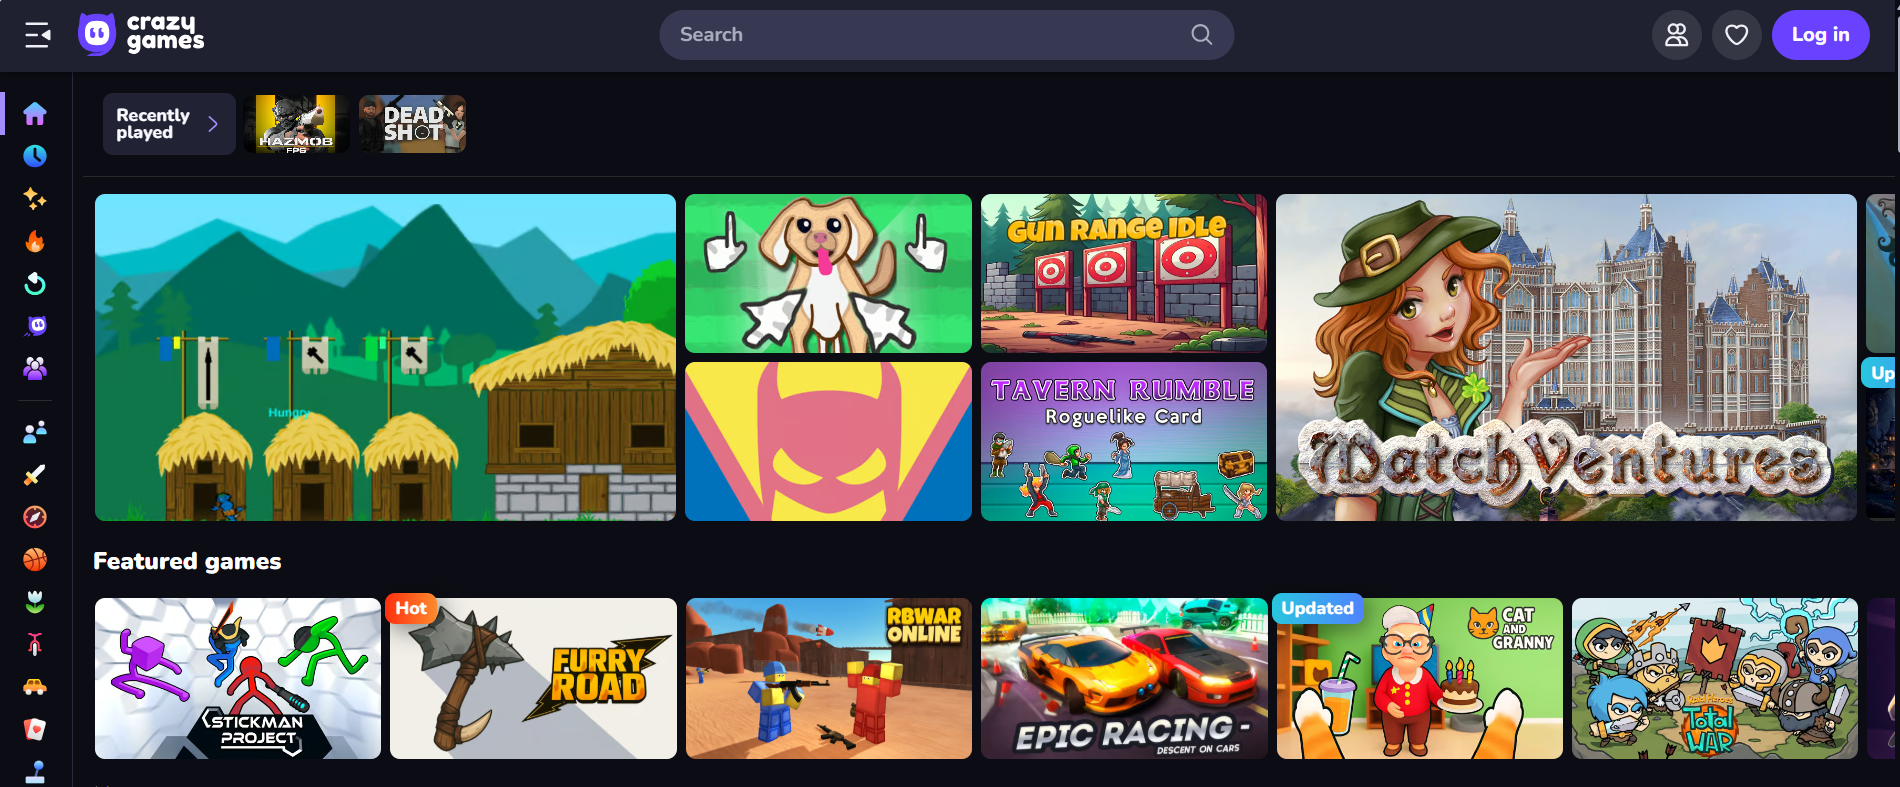 crazy
games
Search
Log in
Recently
played
HAZMOB
FPS
DEAD
SHOT
GUN RANGE IDLE
Hungry
TAVERN RUMBLE
Roguelike Card
MatchVentures
Up
Featured games
STICKMAN
PROJECT
Hot
FURRY
ROAD
RBWAR
ONLINE
EPIC RACING -
DESCENT ON CARS
Updated
CAT
AND
GRANNY
Raid Heroes
Total
WAR